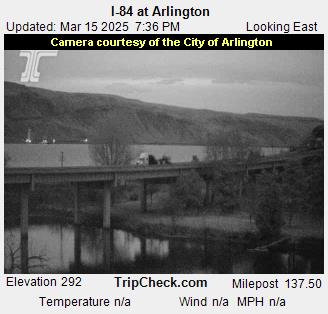 I-84 at Arlington
Updated: Mar 15 2025 7:36 PM Looking East
Camera courtesy of the City of Arlington
Elevation 292 TripCheck.com Milepost 137.50
Temperature n/a Wind n/a MPH n/a